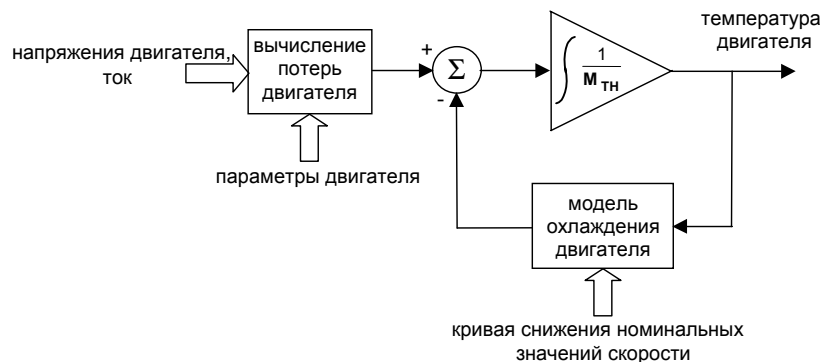 напряжения двигателя,
ток
вычисление
потерь
двигателя
параметры двигателя
+
Σ
-
∫ 1
M TH
температура
двигателя
модель
охлаждения
двигателя
кривая снижения номинальных
значений скорости